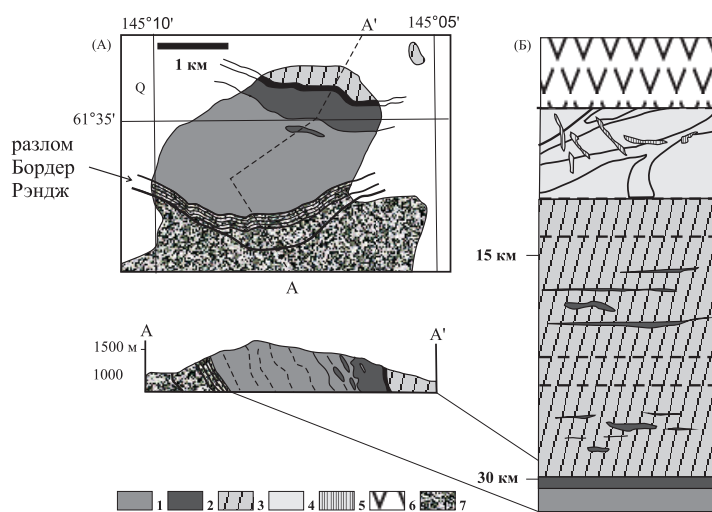 145°10'
A'
145°05'
(А)
1 км
Q
61°35'
разлом
Бордер
Рэндж
А
A
A'
1500 м
1000
(Б)
15 км
30 км
1 2 3 4 5 6 7